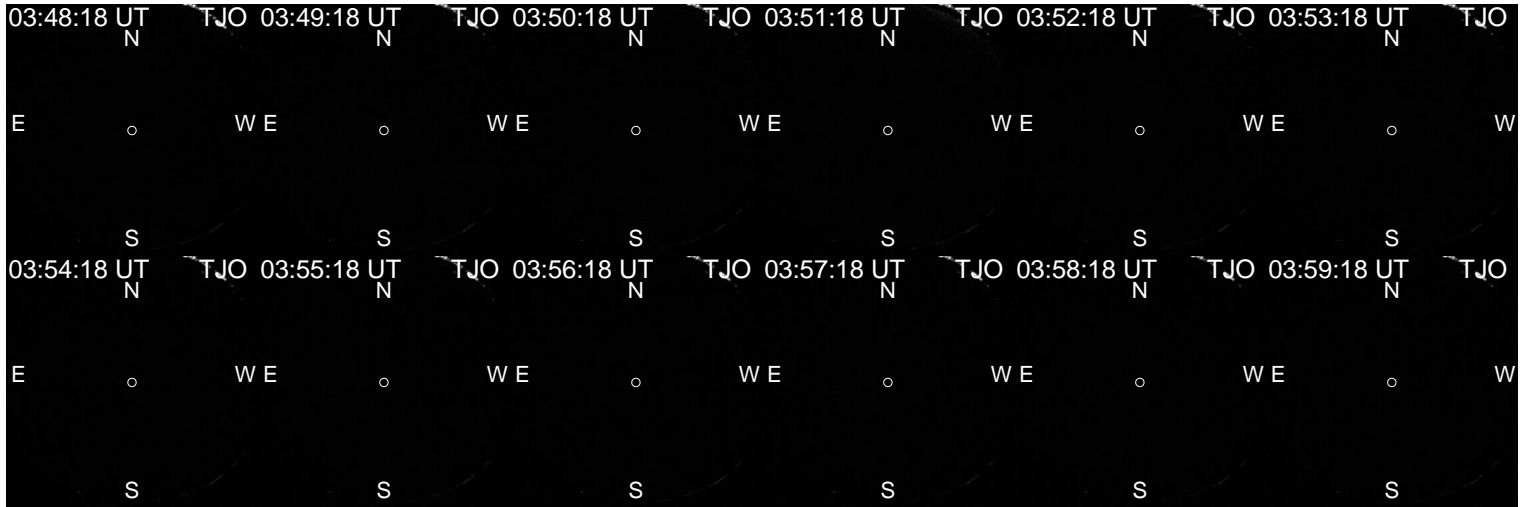 03:48:18 UT TJO 03:49:18 UT TJO 03:50:18 UT TJO 03:51:18 UT TJO 03:52:18 UT TJO 03:53:18 UT TJO
N N N N N N
E W E W E W E W E W E W
S S S S S S
03:54:18 UT TJO 03:55:18 UT TJO 03:56:18 UT TJO 03:57:18 UT TJO 03:58:18 UT TJO 03:59:18 UT TJO
N N N N N N
E W E W E W E W E W E W
S S S S S S